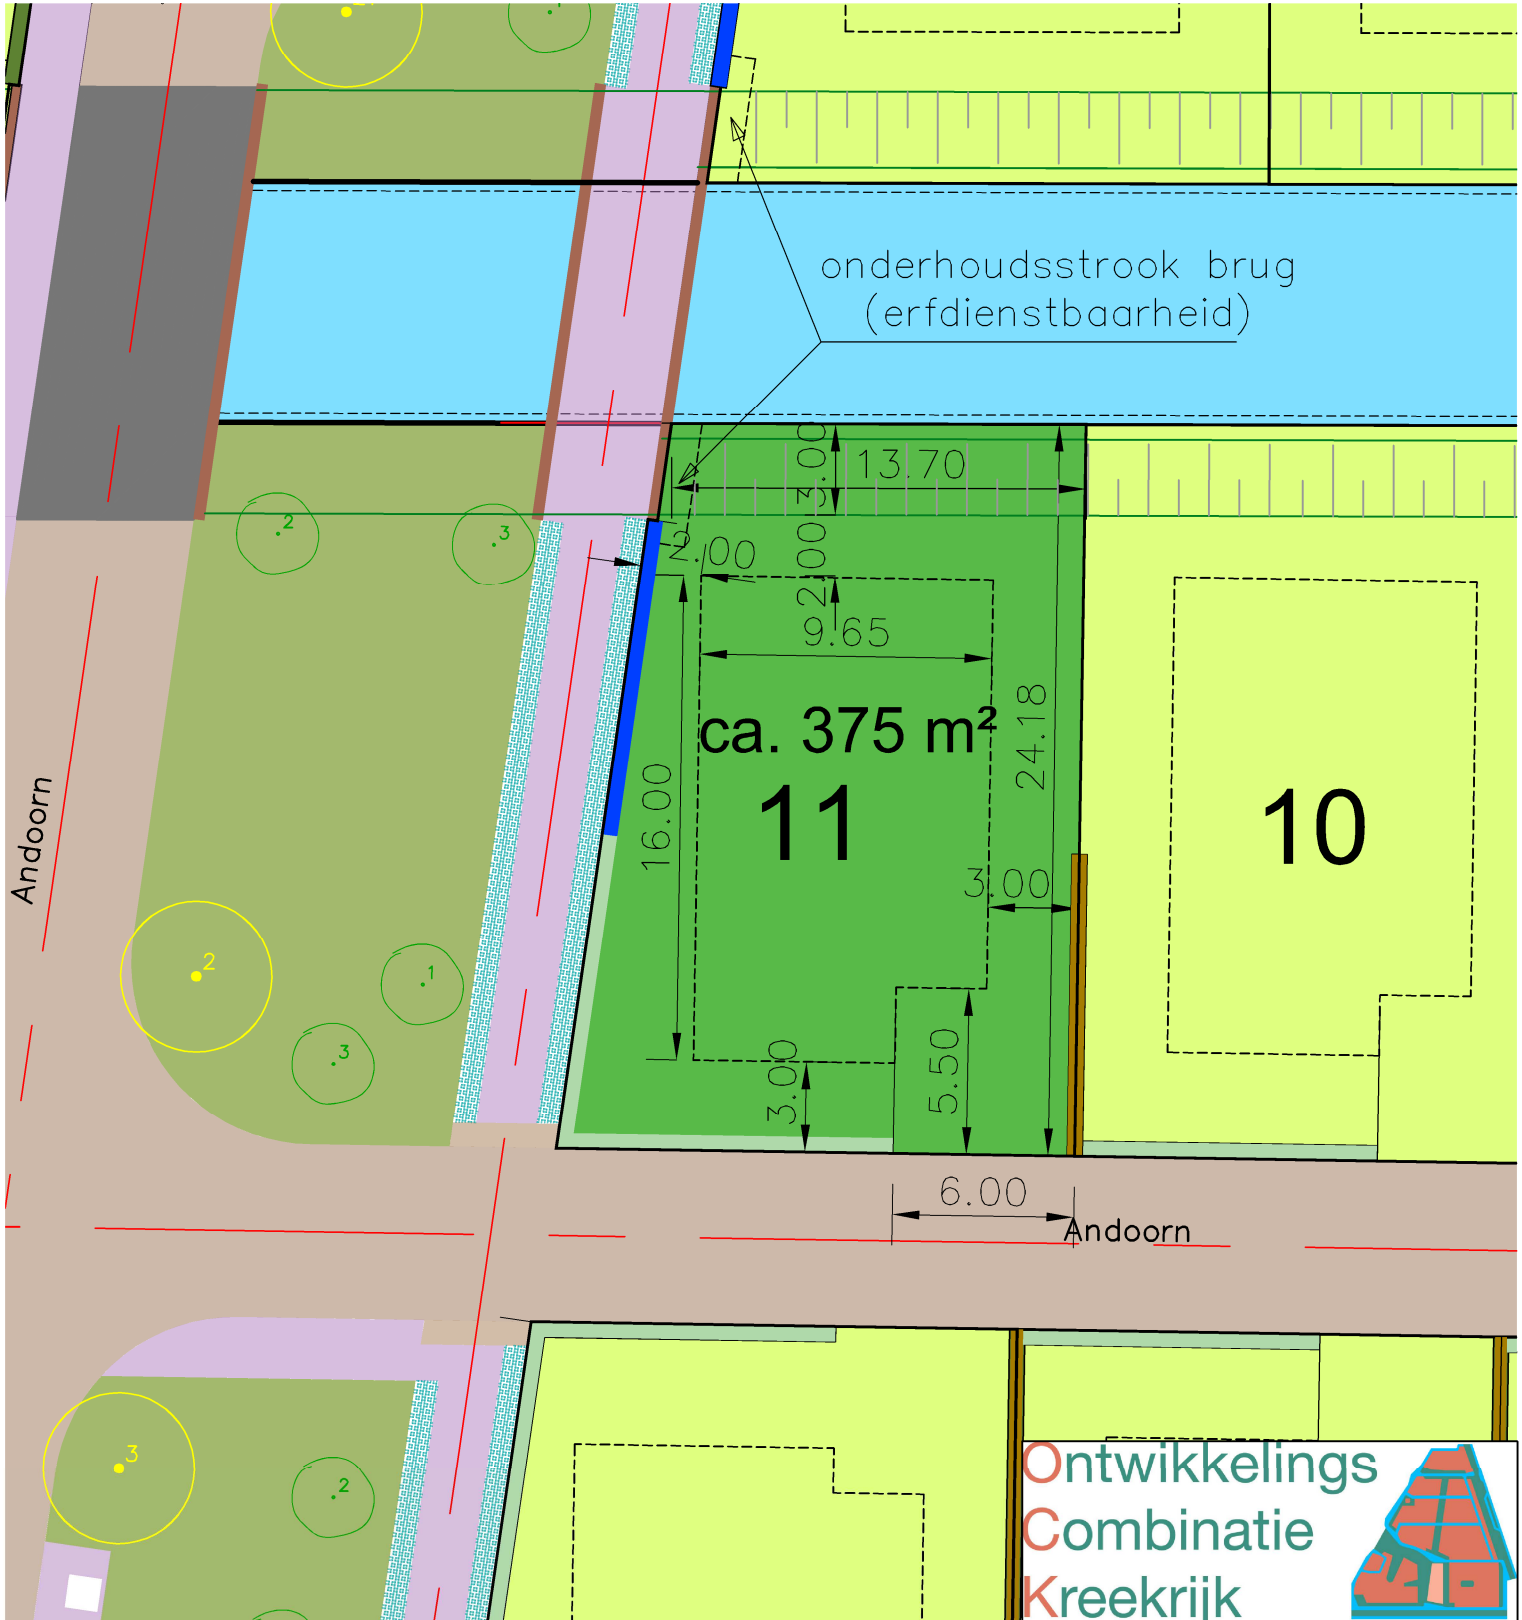 onderhoudsstrook brug
(erfdienstbaarheid)
3.00
13.70
2
3
2.00
2.00
9.65
ca. 375 m²
24.18
16.00
11
10
Andoorn
3.00
2
1
3
5.50
3.00
6.00
Andoorn
3
2
Ontwikkelings
Combinatie
Kreekrijk